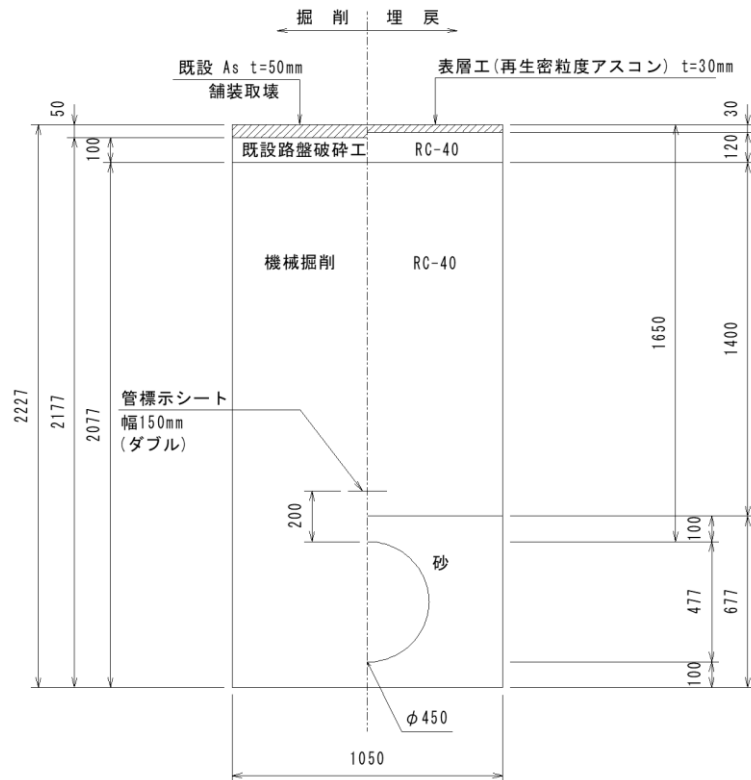 掘 削 埋 戻
既設 As t=50mm
舗装取壊
表層工(再生密粒度アスコン) t=30mm
50
30
100
既設路盤破砕工
RC-40
120
機械掘削
RC-40
1650
1400
2227
2177
2077
管標示シート
幅150mm
(ダブル)
200
100
砂
477
677
100
φ450
1050